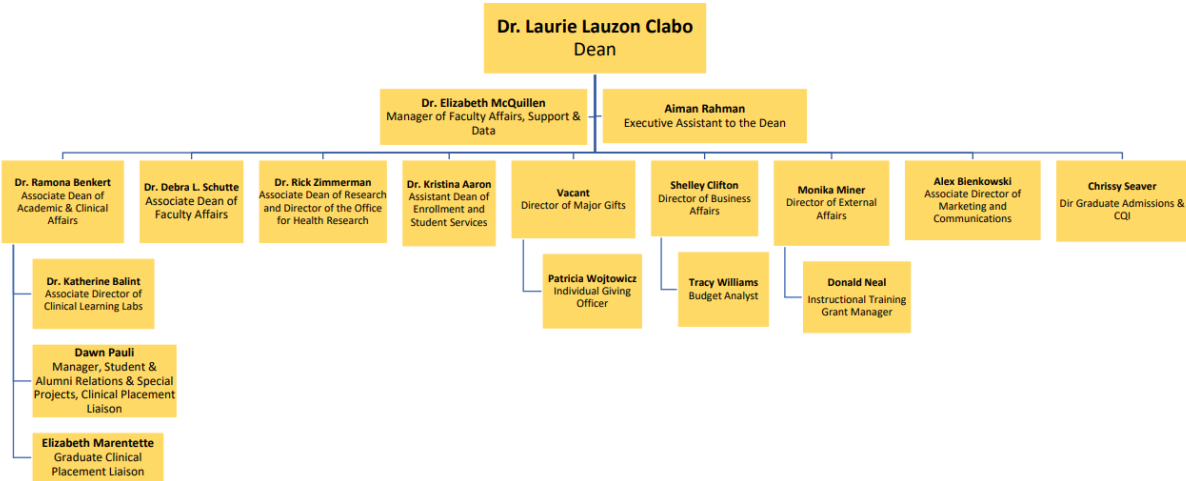 Dr. Laurie Lauzon Clabo
Dean
Dr. Elizabeth McQuillen
Manager of Faculty Affairs, Support &
Data
Aiman Rahman
Executive Assistant to the Dean
Dr. Ramona Benkert
Associate Dean of
Academic & Clinical
Affairs
Dr. Debra L. Schutte
Associate Dean of
Faculty Affairs
Dr. Rick Zimmerman
Associate Dean of Research
and Director of the Office
for Health Research
Dr. Kristina Aaron
Assistant Dean of
Enrollment and
Student Services
Vacant
Director of Major Gifts
Shelley Clifton
Director of Business
Affairs
Monika Miner
Director of External
Affairs
Alex Bienkowski
Associate Director of
Marketing and
Communications
Chrissy Seaver
Dir Graduate Admissions &
CQI
Dr. Katherine Balint
Associate Director of
Clinical Learning Labs
Patricia Wojtowicz
Individual Giving
Officer
Tracy Williams
Budget Analyst
Donald Neal
Instructional Training
Grant Manager
Dawn Pauli
Manager, Student &
Alumni Relations & Special
Projects, Clinical Placement
Liaison
Elizabeth Marentette
Graduate Clinical
Placement Liaison